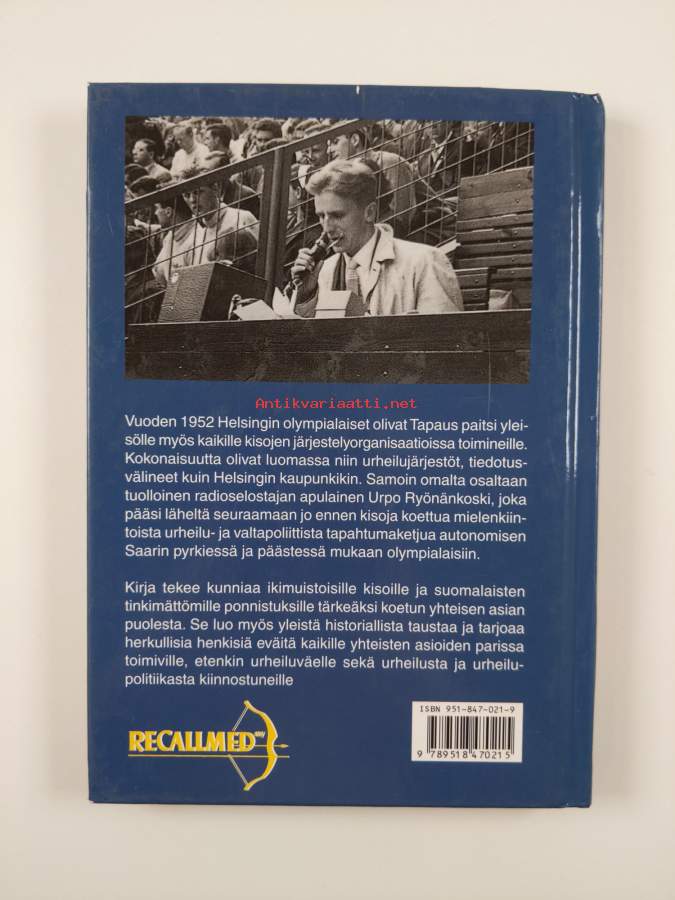 Antikvariaatti.net
Vuoden 1952 Helsingin olympialaiset olivat Tapaus paitsi ylei-
sölle myös kaikille kisojen järjestelyorganisaatioissa toimineille.
Kokonaisuutta olivat luomassa niin urheilujärjestöt, tiedotus-
välineet kuin Helsingin kaupunkikin. Samoin omalta osaltaan
tuolloinen radioselostajan apulainen Urpo Ryönänkoski, joka
pääsi läheltä seuraamaan jo ennen kisoja koettua mielenkiin-
toista urheilu- ja valtapoliittista tapahtumaketjua autonomisen
Saarin pyrkiessä ja päästessä mukaan olympialaisiin.
Kirja tekee kunniaa ikimuistoisille kisoille ja suomalaisten
tinkimättömille ponnistuksille tärkeäksi koetun yhteisen asian
puolesta. Se luo myös yleistä historiallista taustaa ja tarjoaa
herkullisia henkisiä eväitä kaikille yhteisten asioiden parissa
toimiville, etenkin urheiluväelle sekä urheilusta ja urheilu-
politiikasta kiinnostuneille
ISBN 951-847-021-9
RECALLMED OY
9 789518 470215